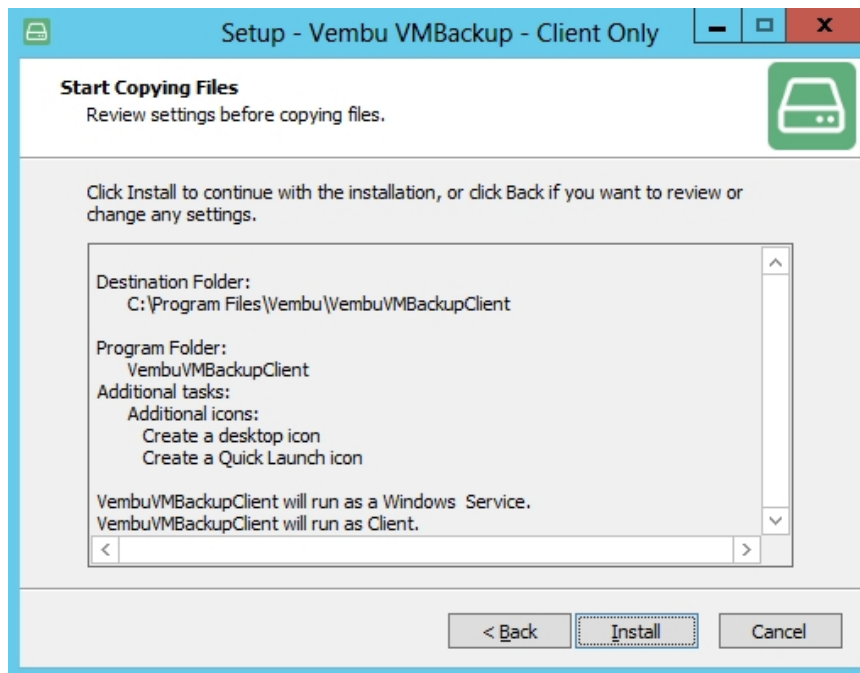 Setup - Vembu VMBackup - Client Only
Start Copying Files
Review settings before copying files.
Click Install to continue with the installation, or click Back if you want to review or
change any settings.
Destination Folder:
C:\Program Files\Vembu\VembuVMBackupClient
Program Folder:
VembuVMBackupClient
Additional tasks:
Additional icons:
Create a desktop icon
Create a Quick Launch icon
VembuVMBackupClient will run as a Windows  Service.
VembuVMBackupClient will run as Client.
< Back
Install
Cancel